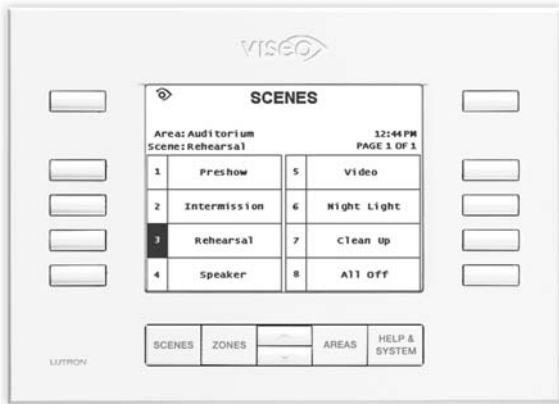 VISEO
SCENES
Area: Auditorium 12:44 PM
Scene: Rehearsal PAGE 1 OF 1
1 Preshow 5 Video
2 Intermission 6 Night Light
3 Rehearsal 7 Clean Up
4 Speaker 8 All Off
SCENES ZONES AREAS HELP & SYSTEM
LUTRON